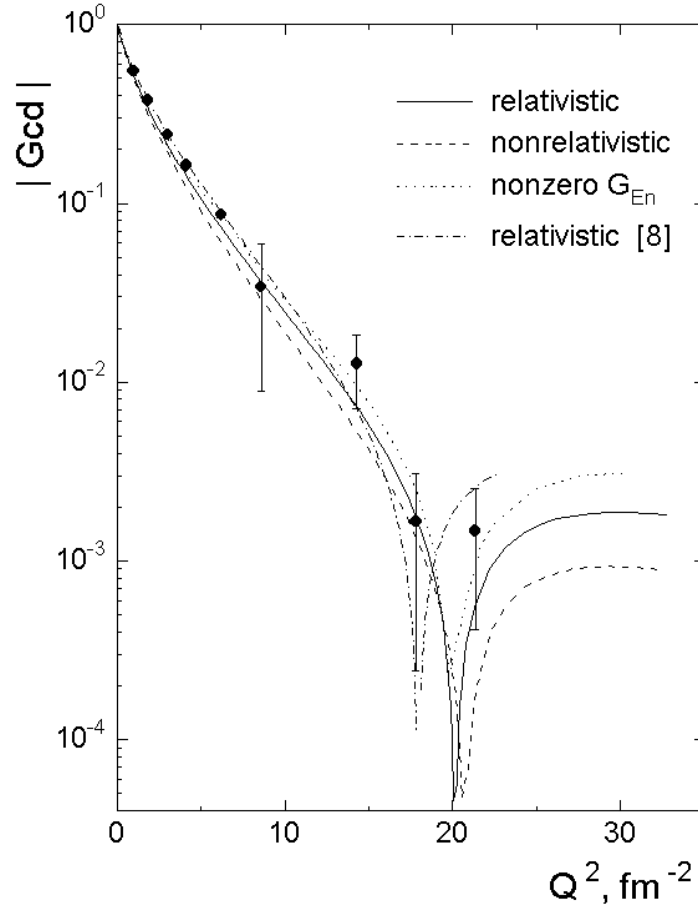 | Gcd |
10^0
10^-1
10^-2
10^-3
10^-4
relativistic
nonrelativistic
nonzero G_En
relativistic [8]
0 10 20 30
Q^2, fm^-2